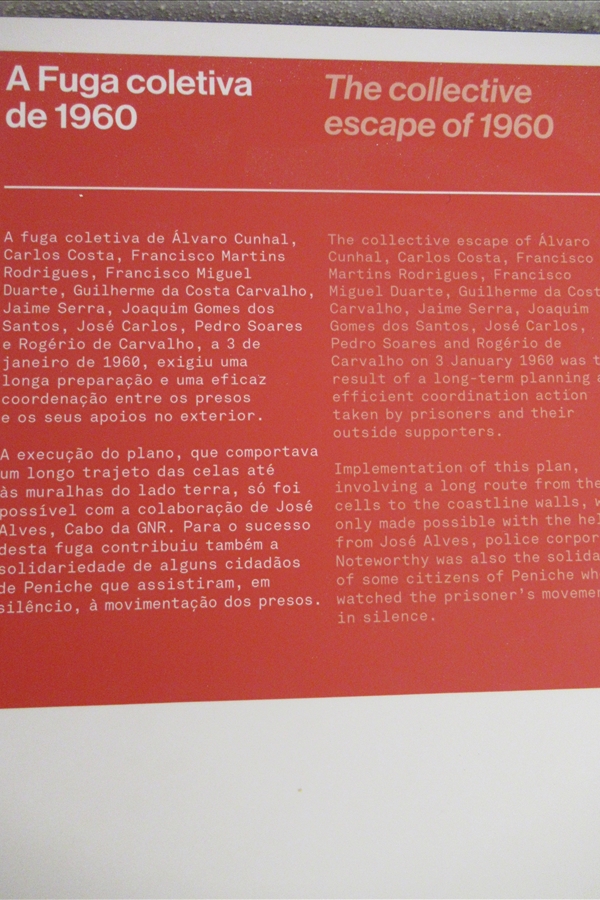 A Fuga coletiva
de 1960
A fuga coletiva de Álvaro Cunhal,
Carlos Costa, Francisco Martins
Rodrigues, Francisco Miguel
Duarte, Guilherme da Costa Carvalho,
Jaime Serra, Joaquim Gomes dos
Santos, José Carlos, Pedro Soares
e Rogério de Carvalho, a 3 de
janeiro de 1960, exigiu uma
longa preparação e uma eficaz
coordenação entre os presos
e os seus apoios no exterior.
A execução do plano, que comportava
um longo trajeto das celas até
às muralhas do lado terra, só foi
possível com a colaboração de José
Alves, Cabo da GNR. Para o sucesso
desta fuga contribuiu também a
solidariedade de alguns cidadãos
de Peniche que assistiram, em
silêncio, à movimentação dos presos.
The collective
escape of 1960
The collective escape of Álvaro
Cunhal, Carlos Costa, Francisco
Martins Rodrigues, Francisco
Miguel Duarte, Guilherme da Cost
Carvalho, Jaime Serra, Joaquim
Gomes dos Santos, José Carlos,
Pedro Soares and Rogério de
Carvalho on 3 January 1960 was t
result of a long-term planning a
efficient coordination action
taken by prisoners and their
outside supporters.
Implementation of this plan,
involving a long route from the
cells to the coastline walls, w
only made possible with the hel
from José Alves, police corpor
Noteworthy was also the solida
of some citizens of Peniche wh
watched the prisoner's movemen
in silence.